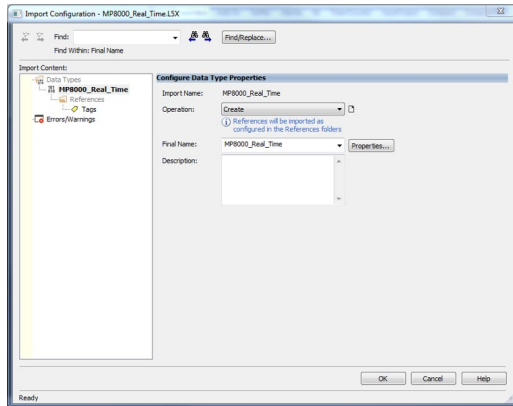 Import Configuration - MP8000_Real_Time.L5X
Find:
Find/Replace...
Find Within: Final Name
Import Content:
Data Types
MP8000_Real_Time
References
Tags
Errors/Warnings
Configure Data Type Properties
Import Name: MP8000_Real_Time
Operation: Create
References will be imported as
configured in the References folders
Final Name: MP8000_Real_Time Properties...
Description:
OK Cancel Help
Ready